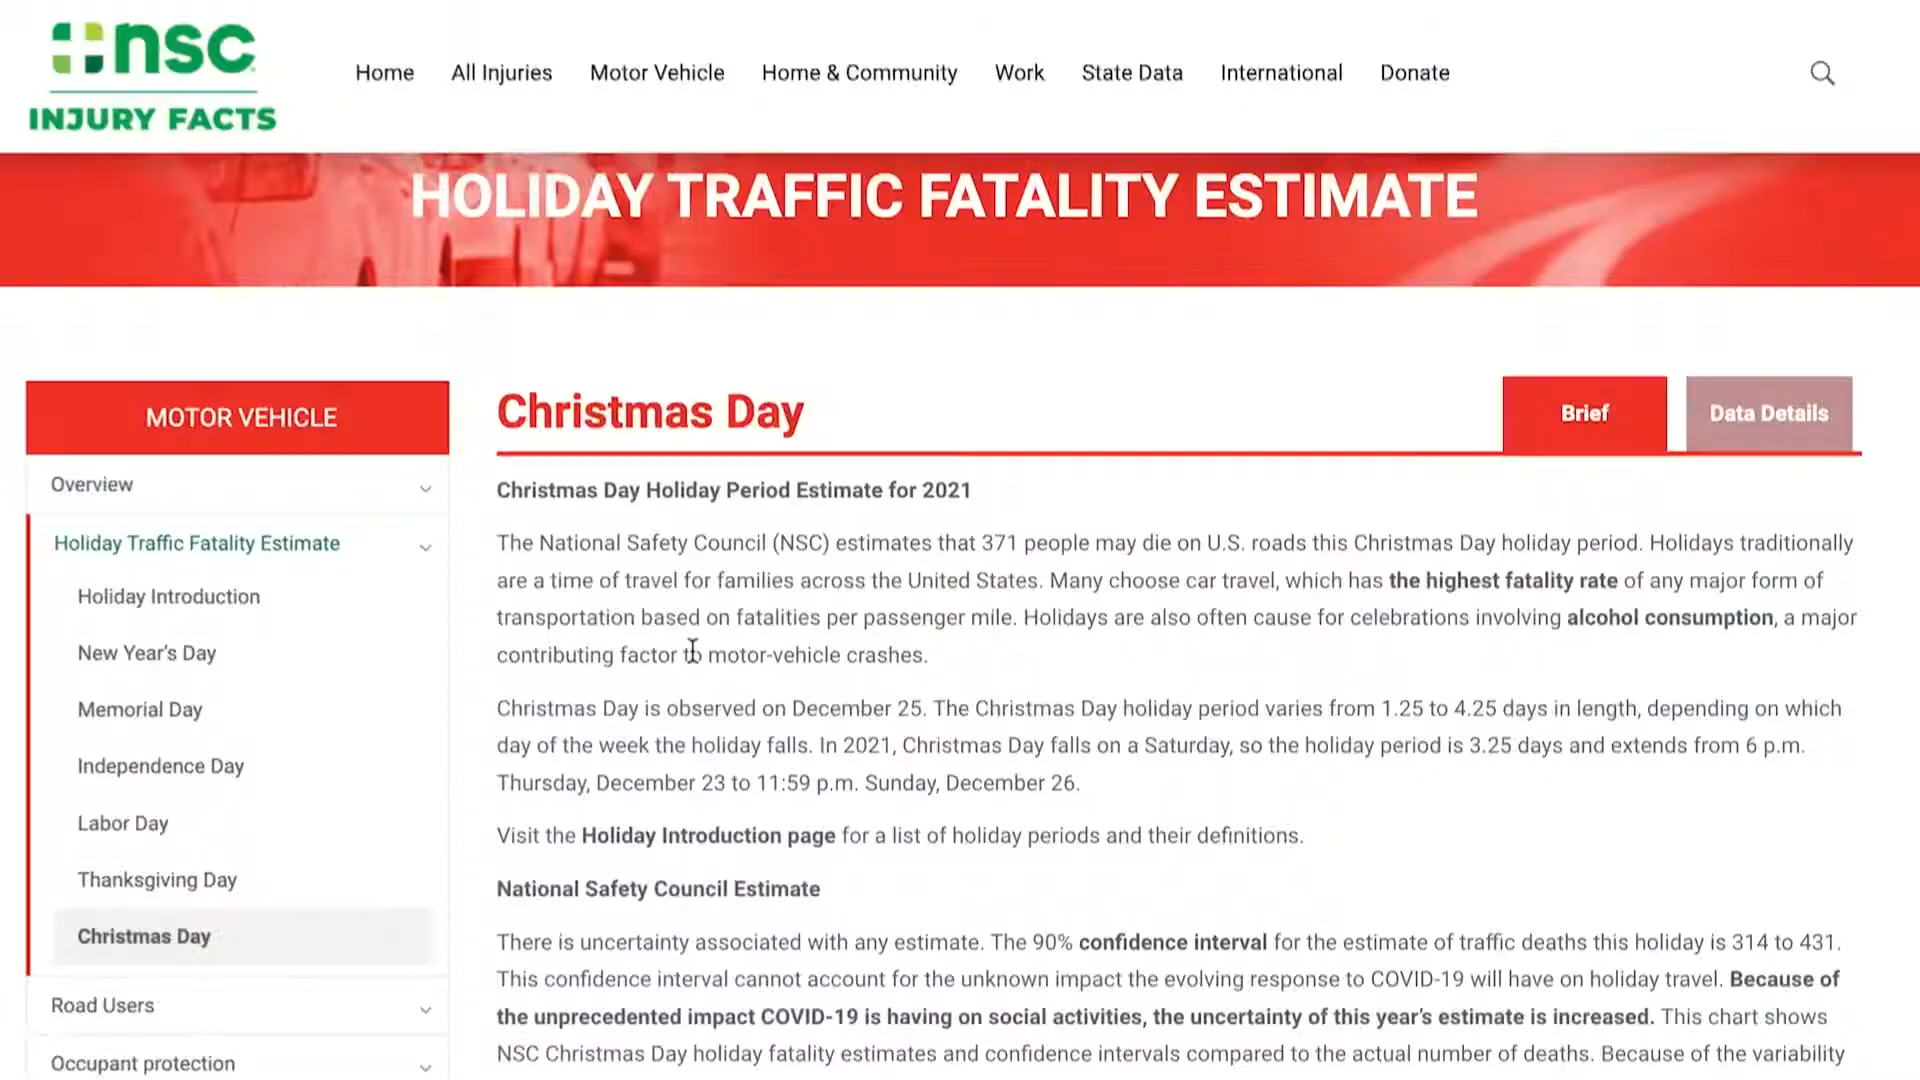 nsc
INJURY FACTS
Home All Injuries Motor Vehicle Home & Community Work State Data International Donate
HOLIDAY TRAFFIC FATALITY ESTIMATE
MOTOR VEHICLE
Overview
Holiday Traffic Fatality Estimate
Holiday Introduction
New Year's Day
Memorial Day
Independence Day
Labor Day
Thanksgiving Day
Christmas Day
Road Users
Occupant protection
Christmas Day
Brief
Data Details
Christmas Day Holiday Period Estimate for 2021
The National Safety Council (NSC) estimates that 371 people may die on U.S. roads this Christmas Day holiday period. Holidays traditionally
are a time of travel for families across the United States. Many choose car travel, which has the highest fatality rate of any major form of
transportation based on fatalities per passenger mile. Holidays are also often cause for celebrations involving alcohol consumption, a major
contributing factor to motor-vehicle crashes.
Christmas Day is observed on December 25. The Christmas Day holiday period varies from 1.25 to 4.25 days in length, depending on which
day of the week the holiday falls. In 2021, Christmas Day falls on a Saturday, so the holiday period is 3.25 days and extends from 6 p.m.
Thursday, December 23 to 11:59 p.m. Sunday, December 26.
Visit the Holiday Introduction page for a list of holiday periods and their definitions.
National Safety Council Estimate
There is uncertainty associated with any estimate. The 90% confidence interval for the estimate of traffic deaths this holiday is 314 to 431.
This confidence interval cannot account for the unknown impact the evolving response to COVID-19 will have on holiday travel. Because of
the unprecedented impact COVID-19 is having on social activities, the uncertainty of this year's estimate is increased. This chart shows
NSC Christmas Day holiday fatality estimates and confidence intervals compared to the actual number of deaths. Because of the variability